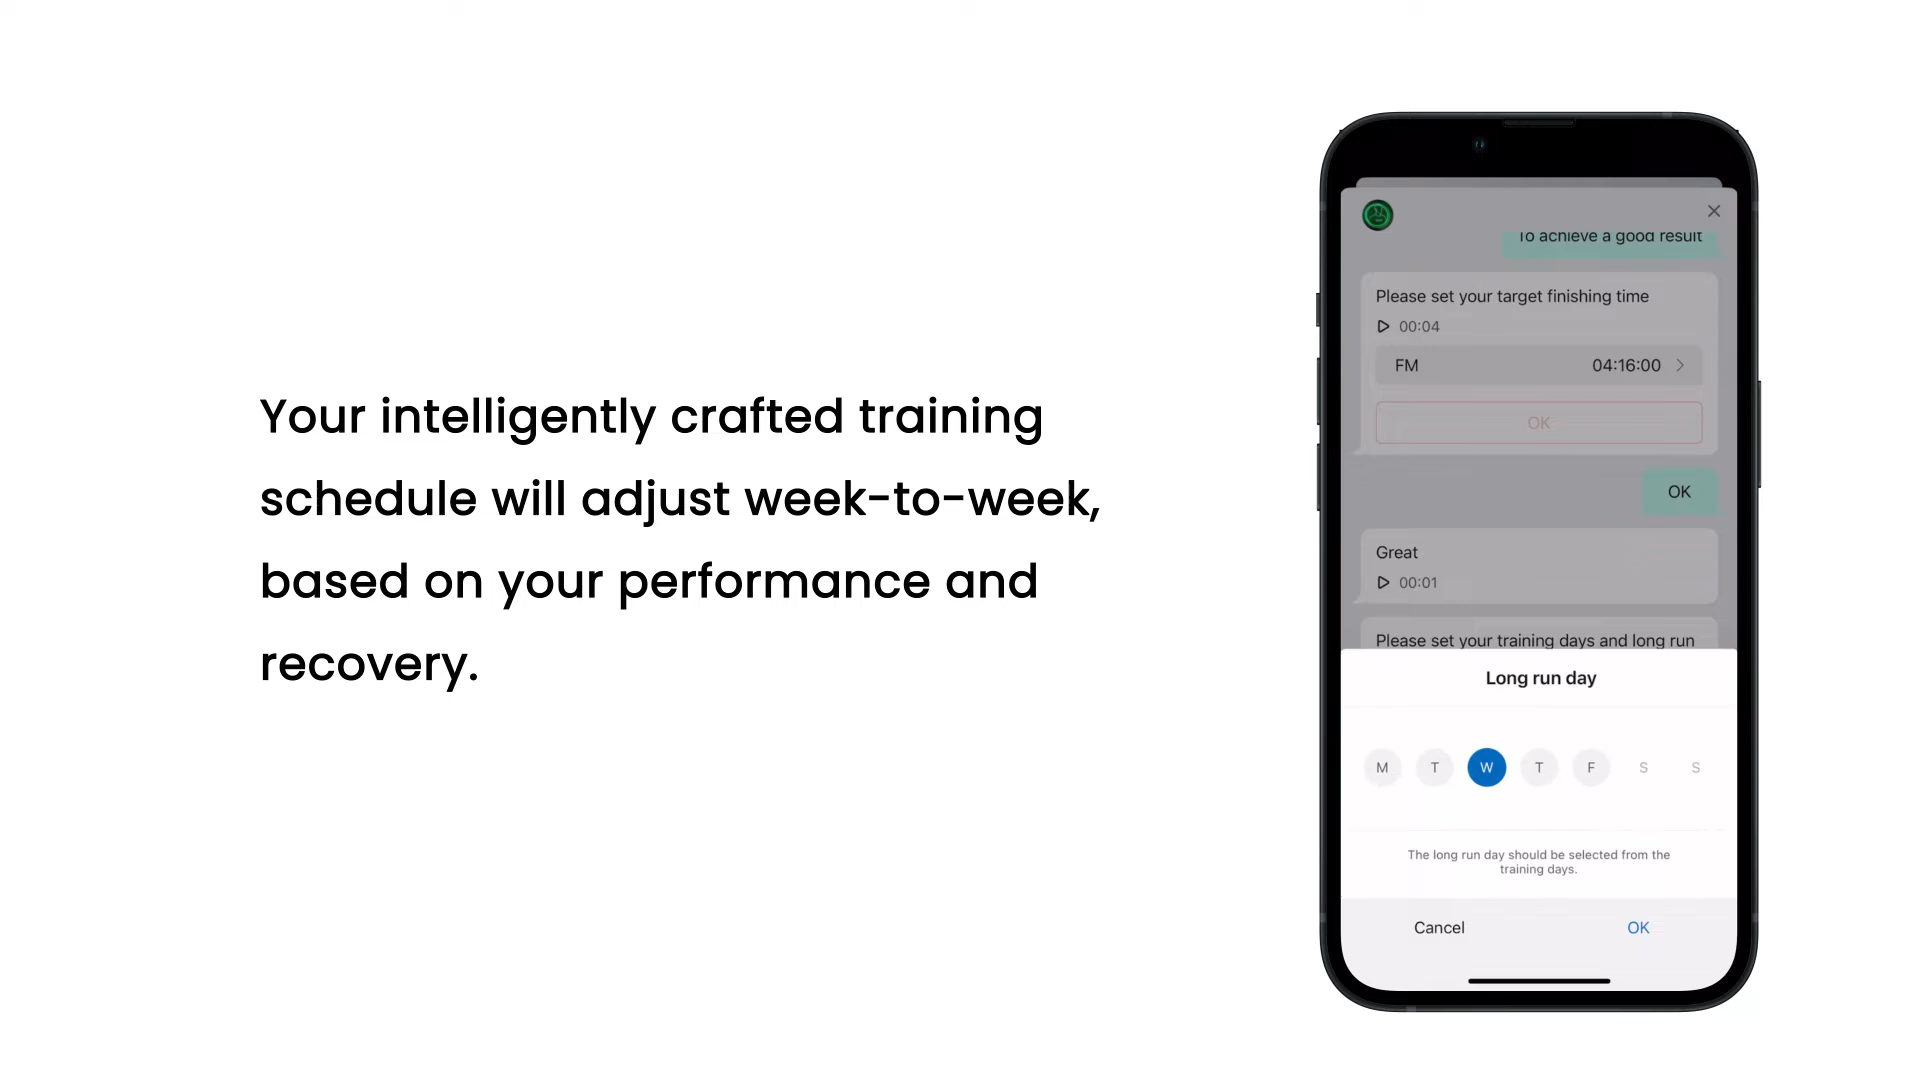 Your intelligently crafted training
schedule will adjust week-to-week,
based on your performance and
recovery.
To achieve a good result
Please set your target finishing time
00:04
FM 04:16:00
OK
OK
Great
00:01
Please set your training days and long run
Long run day
M T W T F S S
The long run day should be selected from the
training days.
Cancel OK